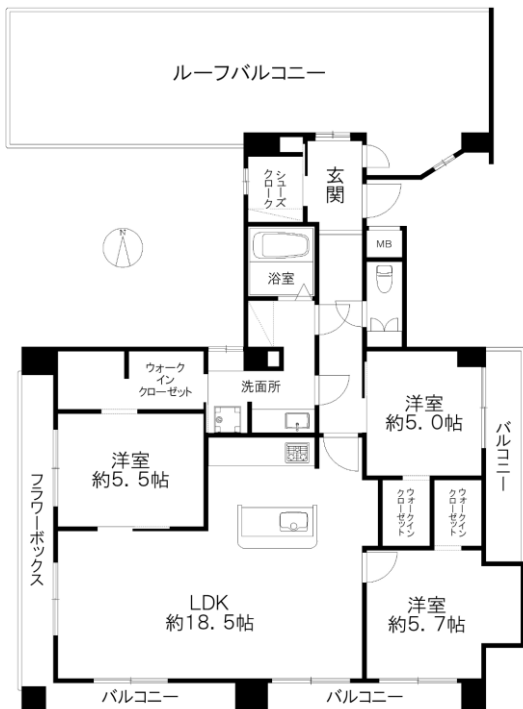 ルーフバルコニー
シューズ
クローク
玄関
N
MB
浴室
ウォーク
イン
クローゼット
洗面所
洋室
約5.0帖
バルコニー
洋室
約5.5帖
フラワーボックス
ウォークイン
クローゼット
ウォークイン
クローゼット
LDK
約18.5帖
洋室
約5.7帖
バルコニー
バルコニー